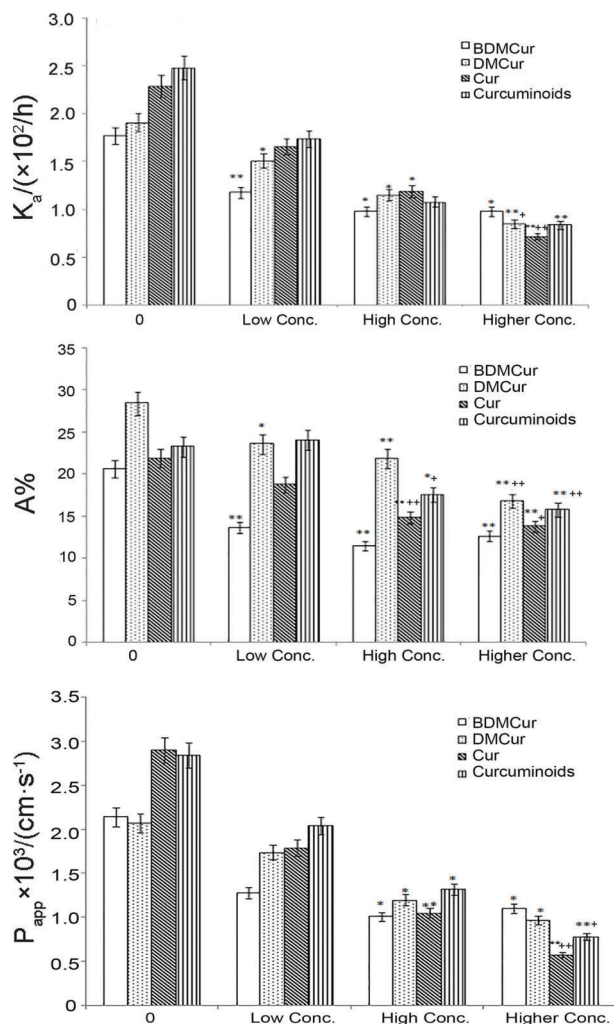 Ka/(×10²/h)
3.0
2.5
2.0
1.5
1.0
0.5
0
BDMCur
DMCur
Cur
Curcuminoids
** * * * * * **+ **++ **
0 Low Conc. High Conc. Higher Conc.
A%
35
30
25
20
15
10
5
0
BDMCur
DMCur
Cur
Curcuminoids
** * ** ** **++ *+ ** **++ **+ **++
0 Low Conc. High Conc. Higher Conc.
Papp ×10³/(cm·s⁻¹)
3.5
3.0
2.5
2.0
1.5
1.0
0.5
0
BDMCur
DMCur
Cur
Curcuminoids
* * ** * * * **++ **+
0 Low Conc. High Conc. Higher Conc.